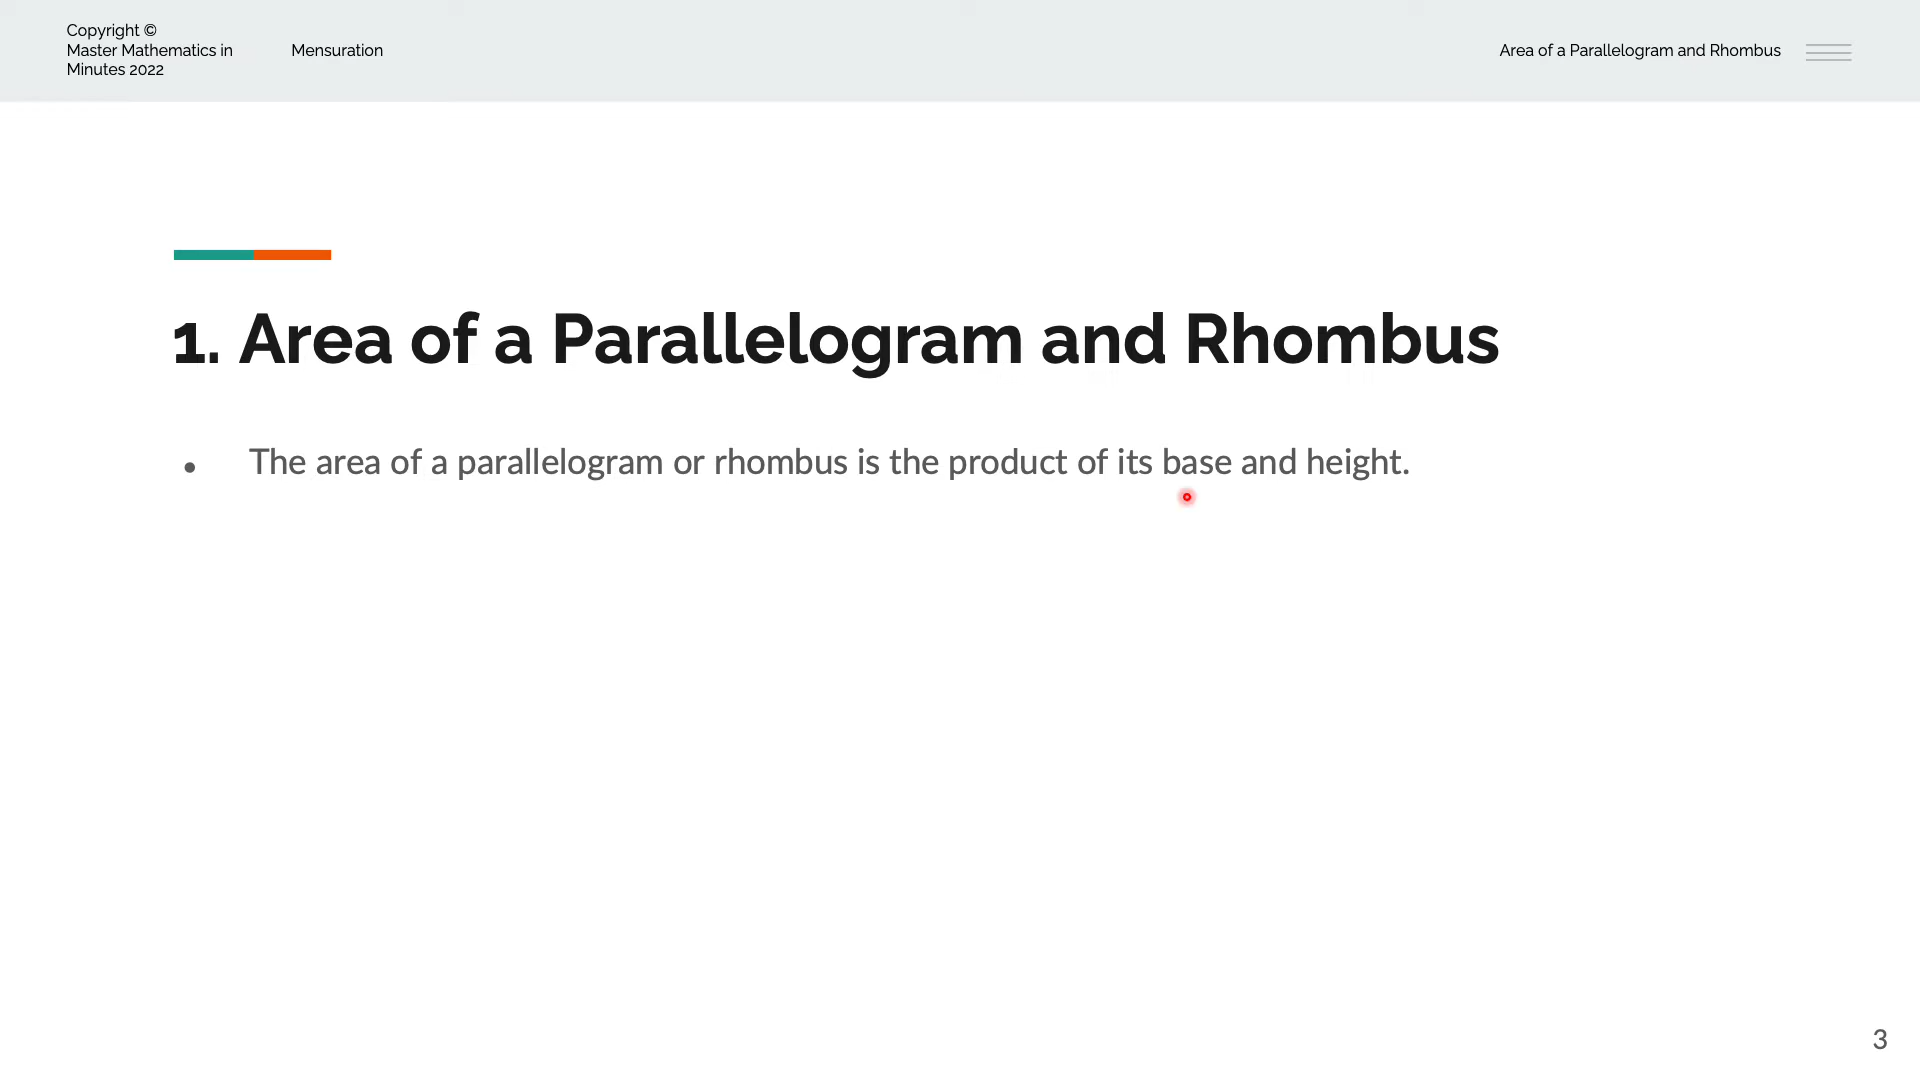 Copyright ©
Master Mathematics in
Minutes 2022
Mensuration
Area of a Parallelogram and Rhombus
1. Area of a Parallelogram and Rhombus
• The area of a parallelogram or rhombus is the product of its base and height.
3